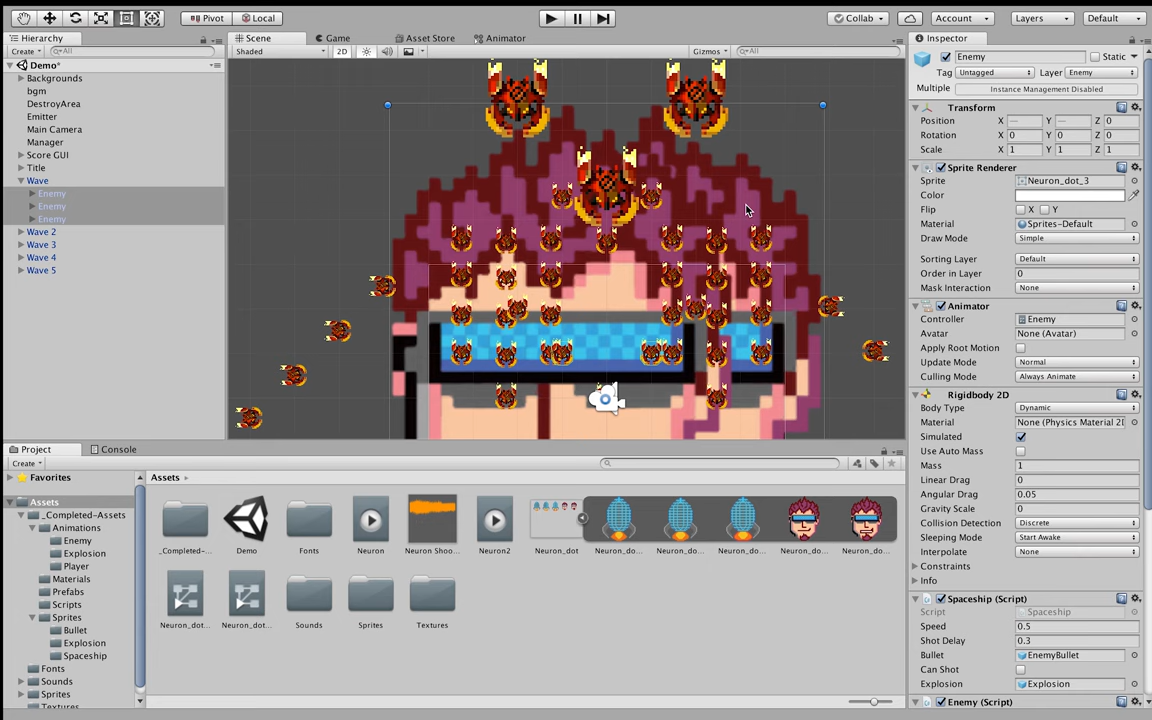 Pivot Local Collab Account Layers Default
Hierarchy Scene Game Asset Store Animator Inspector
Create All Shaded 2D Gizmos All
Demo*
Backgrounds
bgm
DestroyArea
Emitter
Main Camera
Manager
Score GUI
Title
Wave
Enemy
Enemy
Enemy
Wave 2
Wave 3
Wave 4
Wave 5
Enemy Static
Tag Untagged Layer Enemy
Multiple Instance Management Disabled
Transform
Position X — Y — Z 0
Rotation X 0 Y 0 Z 0
Scale X 1 Y 1 Z 1
Sprite Renderer
Sprite Neuron_dot_3
Color
Flip X Y
Material Sprites-Default
Draw Mode Simple
Sorting Layer Default
Order in Layer 0
Mask Interaction None
Animator
Controller Enemy
Avatar None (Avatar)
Apply Root Motion
Update Mode Normal
Culling Mode Always Animate
Rigidbody 2D
Body Type Dynamic
Material None (Physics Material 2I
Simulated
Use Auto Mass
Mass 1
Linear Drag 0
Angular Drag 0.05
Gravity Scale 0
Collision Detection Discrete
Sleeping Mode Start Awake
Interpolate None
Constraints
Info
Spaceship (Script)
Script Spaceship
Speed 0.5
Shot Delay 0.3
Bullet EnemyBullet
Can Shot
Explosion Explosion
Enemy (Script)
Project Console
Create
Favorites
Assets
_Completed-Assets
Animations
Enemy
Explosion
Player
Materials
Prefabs
Scripts
Sprites
Bullet
Explosion
Spaceship
Fonts
Sounds
Sprites
Textures
Assets
_Completed-... Demo Fonts Neuron Neuron Shoo... Neuron2 Neuron_dot Neuron_do... Neuron_do... Neuron_do... Neuron_do... Neuron_do...
Neuron_dot... Neuron_dot... Sounds Sprites Textures